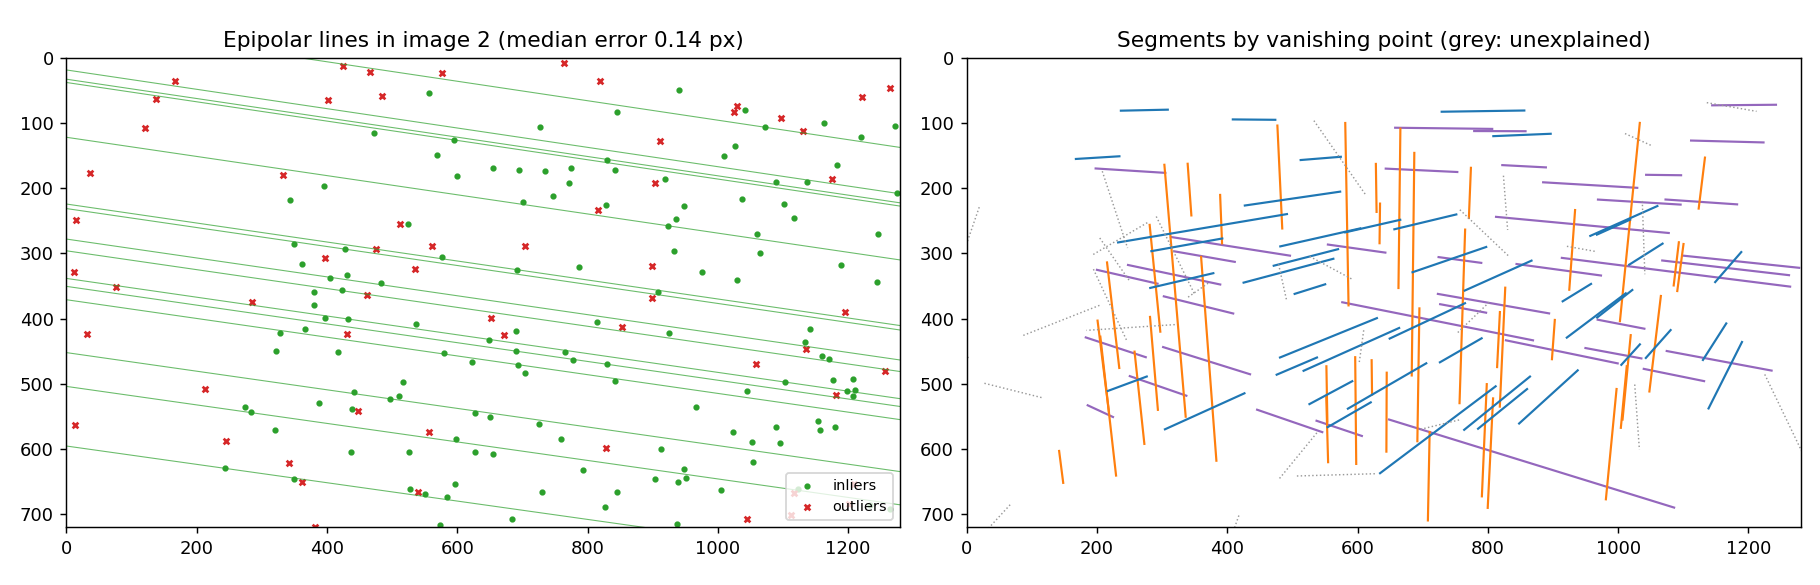 Epipolar lines in image 2 (median error 0.14 px)
0
100
200
300
400
500
600
700
0 200 400 600 800 1000 1200
inliers
outliers
Segments by vanishing point (grey: unexplained)
0
100
200
300
400
500
600
700
0 200 400 600 800 1000 1200